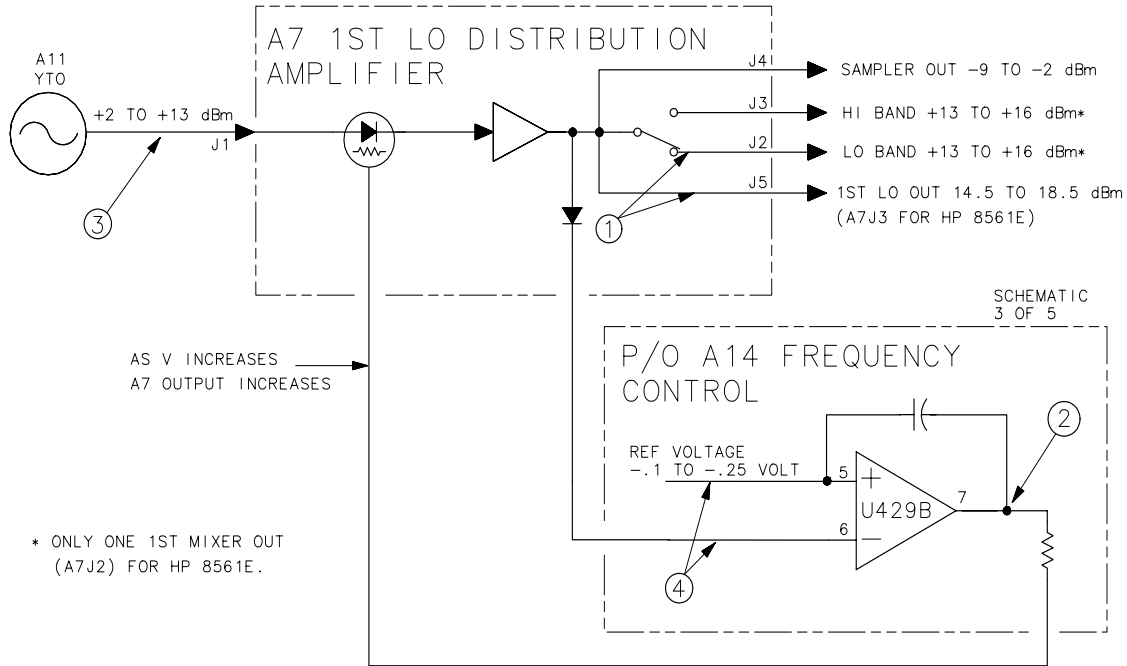 A7 1ST LO DISTRIBUTION
AMPLIFIER
A11
YTO
+2 TO +13 dBm
J1
J4
SAMPLER OUT -9 TO -2 dBm
J3
HI BAND +13 TO +16 dBm*
J2
LO BAND +13 TO +16 dBm*
J5
1ST LO OUT 14.5 TO 18.5 dBm
(A7J3 FOR HP 8561E)
3
1
SCHEMATIC
3 OF 5
AS V INCREASES
A7 OUTPUT INCREASES
P/O A14 FREQUENCY
CONTROL
2
REF VOLTAGE
-.1 TO -.25 VOLT
5
+
U429B
7
6
-
4
* ONLY ONE 1ST MIXER OUT
(A7J2) FOR HP 8561E.